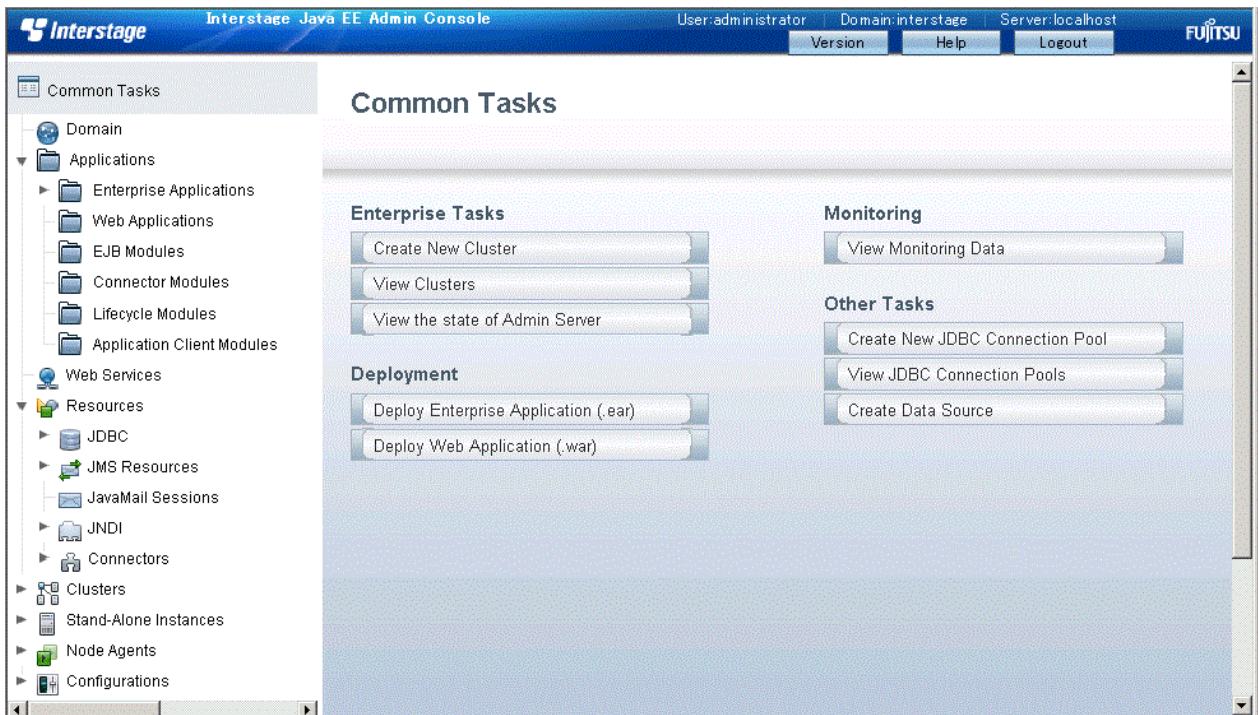 Interstage
Interstage Java EE Admin Console
User:administrator | Domain:interstage | Server:localhost
Version
Help
Logout
FUJITSU
Common Tasks
Domain
Applications
Enterprise Applications
Web Applications
EJB Modules
Connector Modules
Lifecycle Modules
Application Client Modules
Web Services
Resources
JDBC
JMS Resources
JavaMail Sessions
JNDI
Connectors
Clusters
Stand-Alone Instances
Node Agents
Configurations
Common Tasks
Enterprise Tasks
Create New Cluster
View Clusters
View the state of Admin Server
Deployment
Deploy Enterprise Application (.ear)
Deploy Web Application (.war)
Monitoring
View Monitoring Data
Other Tasks
Create New JDBC Connection Pool
View JDBC Connection Pools
Create Data Source